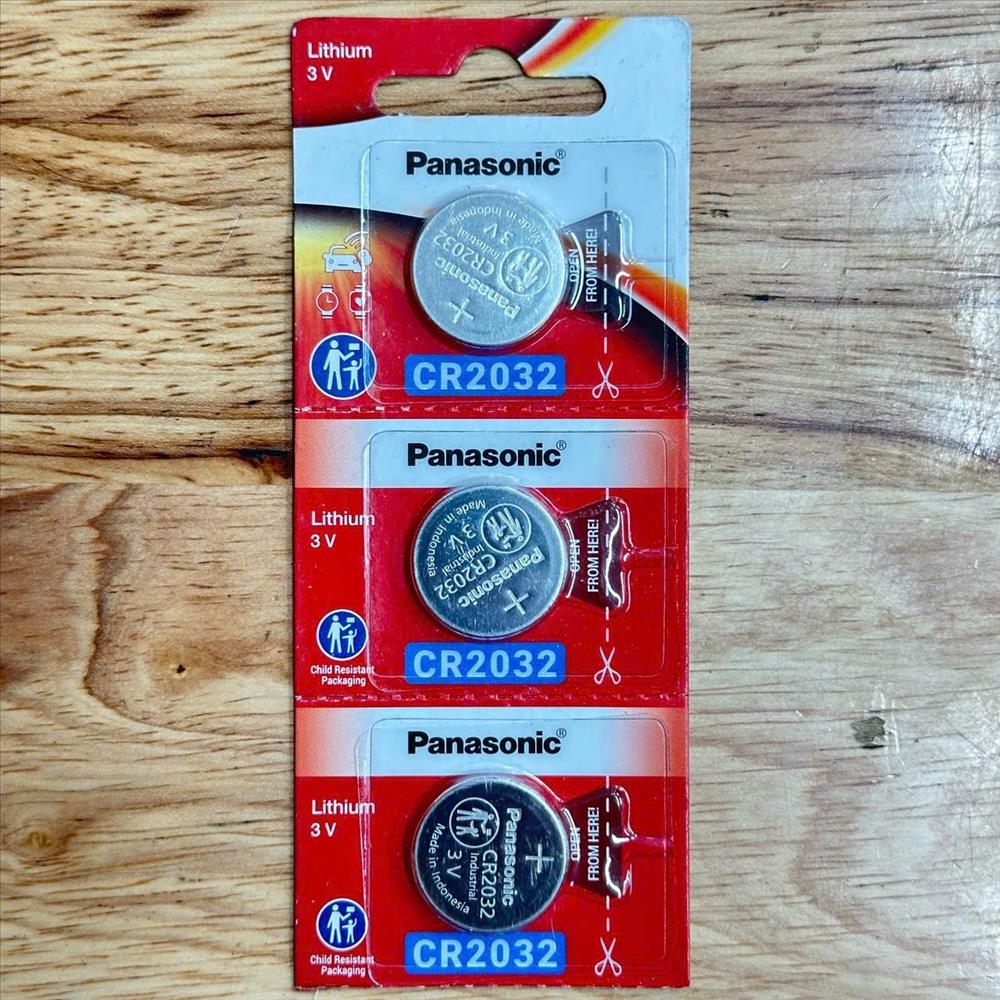 Lithium
3 V
Panasonic®
Made in Indonesia
3 V
Industrial
CR2032
Panasonic
+
OPEN
FROM HERE!
CR2032
Panasonic®
Lithium
3 V
Made in Indonesia
3 V
Industrial
CR2032
Panasonic
+
OPEN
FROM HERE!
Child Resistant
Packaging
CR2032
Panasonic®
Lithium
3 V
Panasonic
CR2032
Industrial
3 V
Made in Indonesia
+
OPEN
FROM HERE!
Child Resistant
Packaging
CR2032